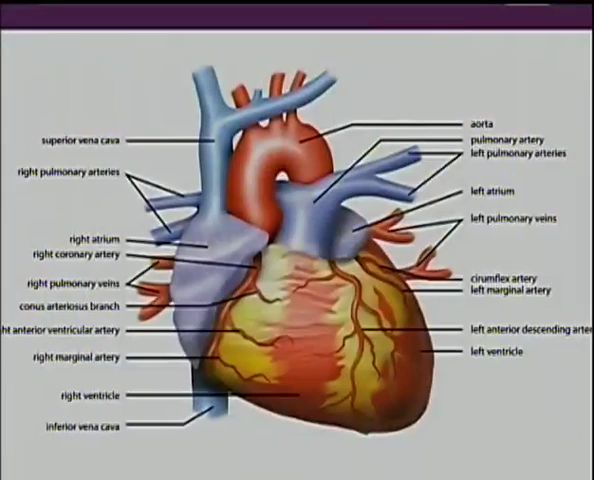 superior vena cava
right pulmonary arteries
right atrium
right coronary artery
right pulmonary veins
conus arteriosus branch
ht anterior ventricular artery
right marginal artery
right ventricle
inferior vena cava
aorta
pulmonary artery
left pulmonary arteries
left atrium
left pulmonary veins
cirumflex artery
left marginal artery
left anterior descending arte
left ventricle